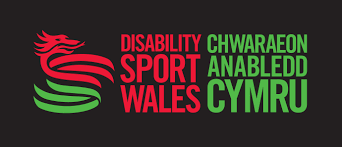 DISABILITY
SPORT
WALES
CHWARAEON
ANABLEDD
CYMRU